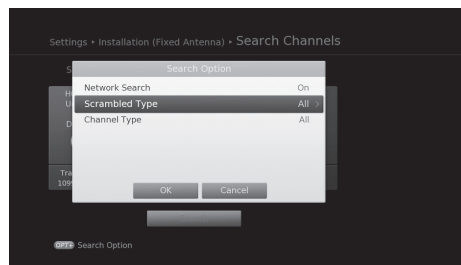 Settings • Installation (Fixed Antenna) • Search Channels
Search Option
Network Search On
Scrambled Type All >
Channel Type All
OK Cancel
OPT+ Search Option